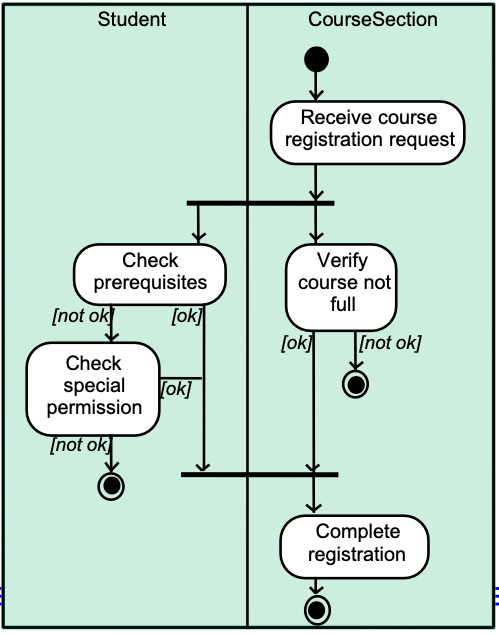 Student
CourseSection
Receive course
registration request
Check
prerequisites
Verify
course not
full
[not ok]
[ok]
[ok]
[not ok]
Check
special
permission
[ok]
[not ok]
Complete
registration